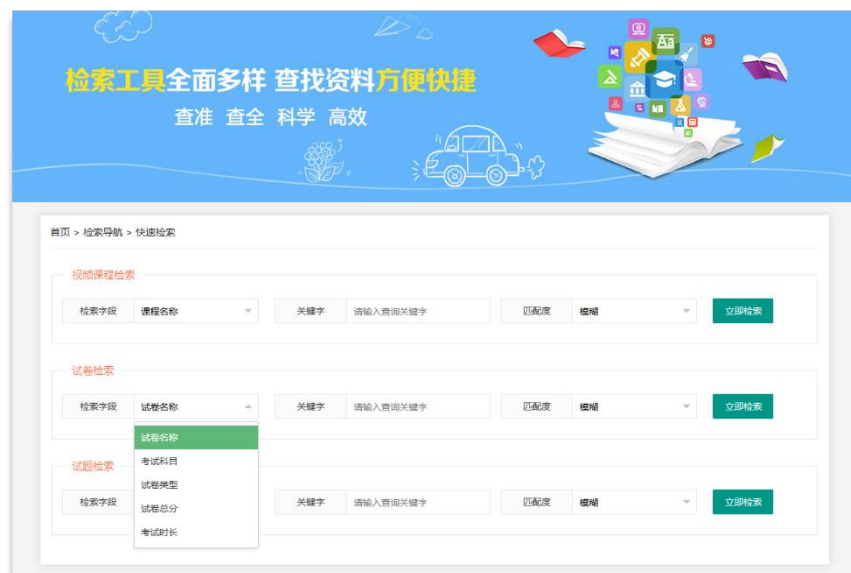 检索工具全面多样 查找资料方便快捷
查准 查全 科学 高效
Aa
首页 > 检索导航 > 快速检索
视频课程检索
检索字段 课程名称 关键字 请输入查询关键字 匹配度 模糊 立即检索
试卷检索
检索字段 试卷名称 关键字 请输入查询关键字 匹配度 模糊 立即检索
试卷名称
考试科目
试题检索
试卷类型
检索字段 关键字 请输入查询关键字 匹配度 模糊 立即检索
试卷总分
考试时长